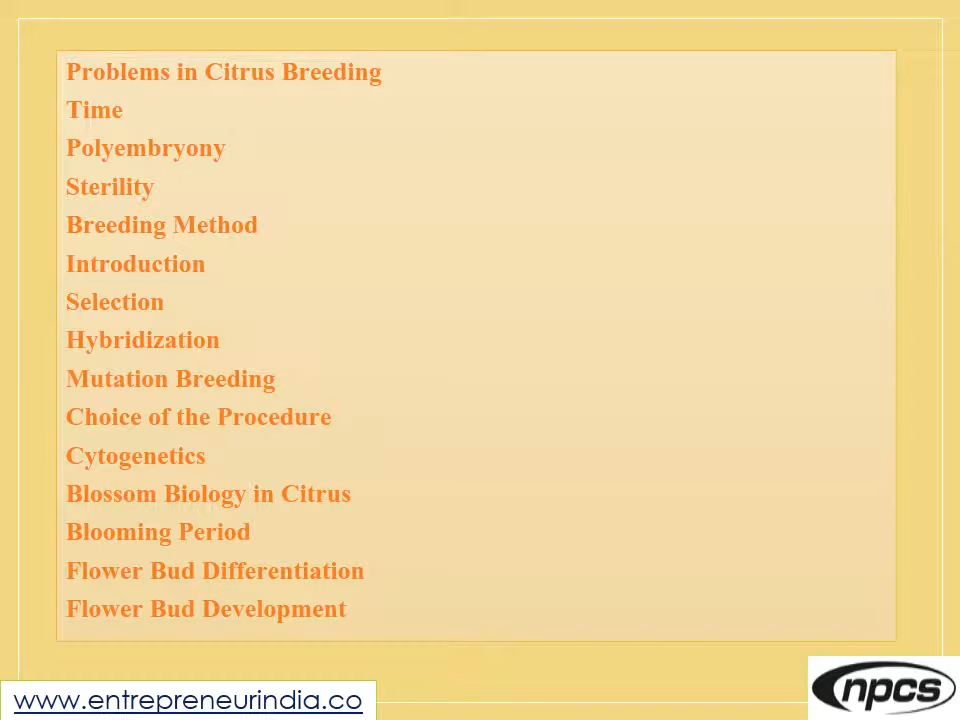 Problems in Citrus Breeding
Time
Polyembryony
Sterility
Breeding Method
Introduction
Selection
Hybridization
Mutation Breeding
Choice of the Procedure
Cytogenetics
Blossom Biology in Citrus
Blooming Period
Flower Bud Differentiation
Flower Bud Development
www.entrepreneurindia.co
npcs